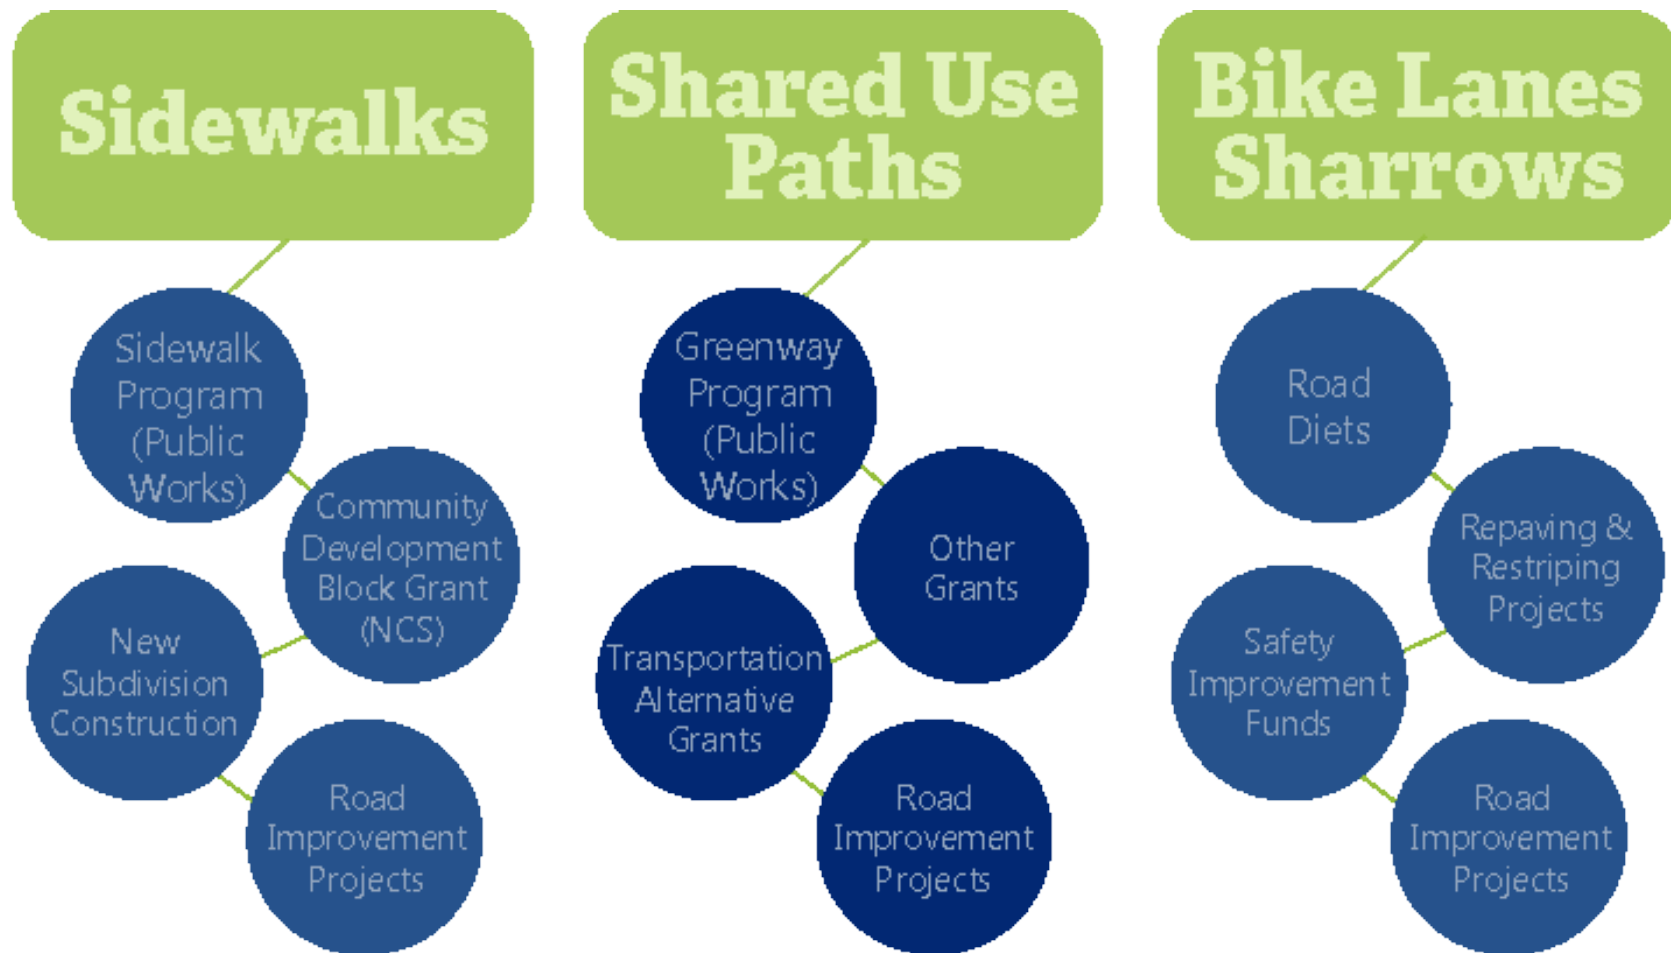 Sidewalks
Sidewalk
Program
(Public
Works)
Community
Development
Block Grant
(NCS)
New
Subdivision
Construction
Road
Improvement
Projects
Shared Use
Paths
Greenway
Program
(Public
Works)
Other
Grants
Transportation
Alternative
Grants
Road
Improvement
Projects
Bike Lanes
Sharrows
Road
Diets
Repaving &
Restriping
Projects
Safety
Improvement
Funds
Road
Improvement
Projects